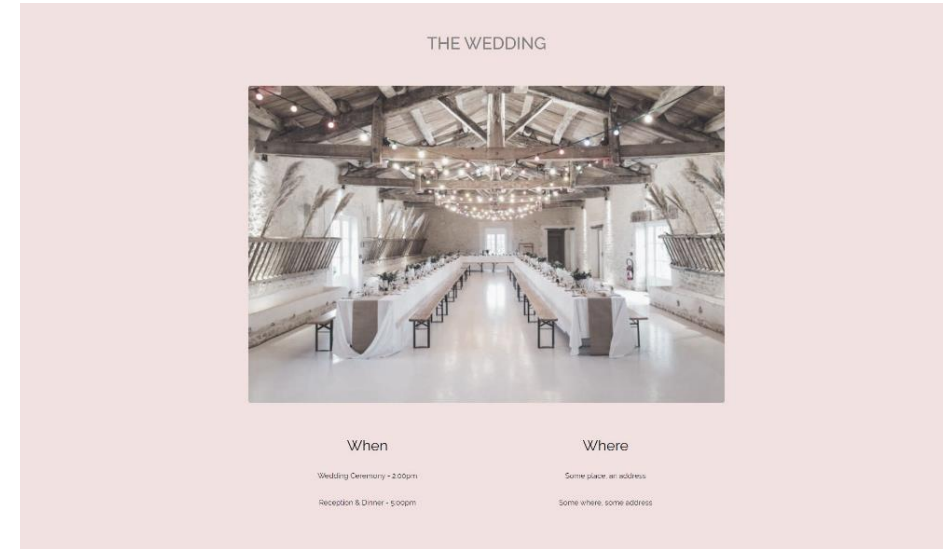 THE WEDDING
When
Wedding Ceremony - 2:00pm
Reception & Dinner - 5:00pm
Where
Some place, an address
Some where, some address